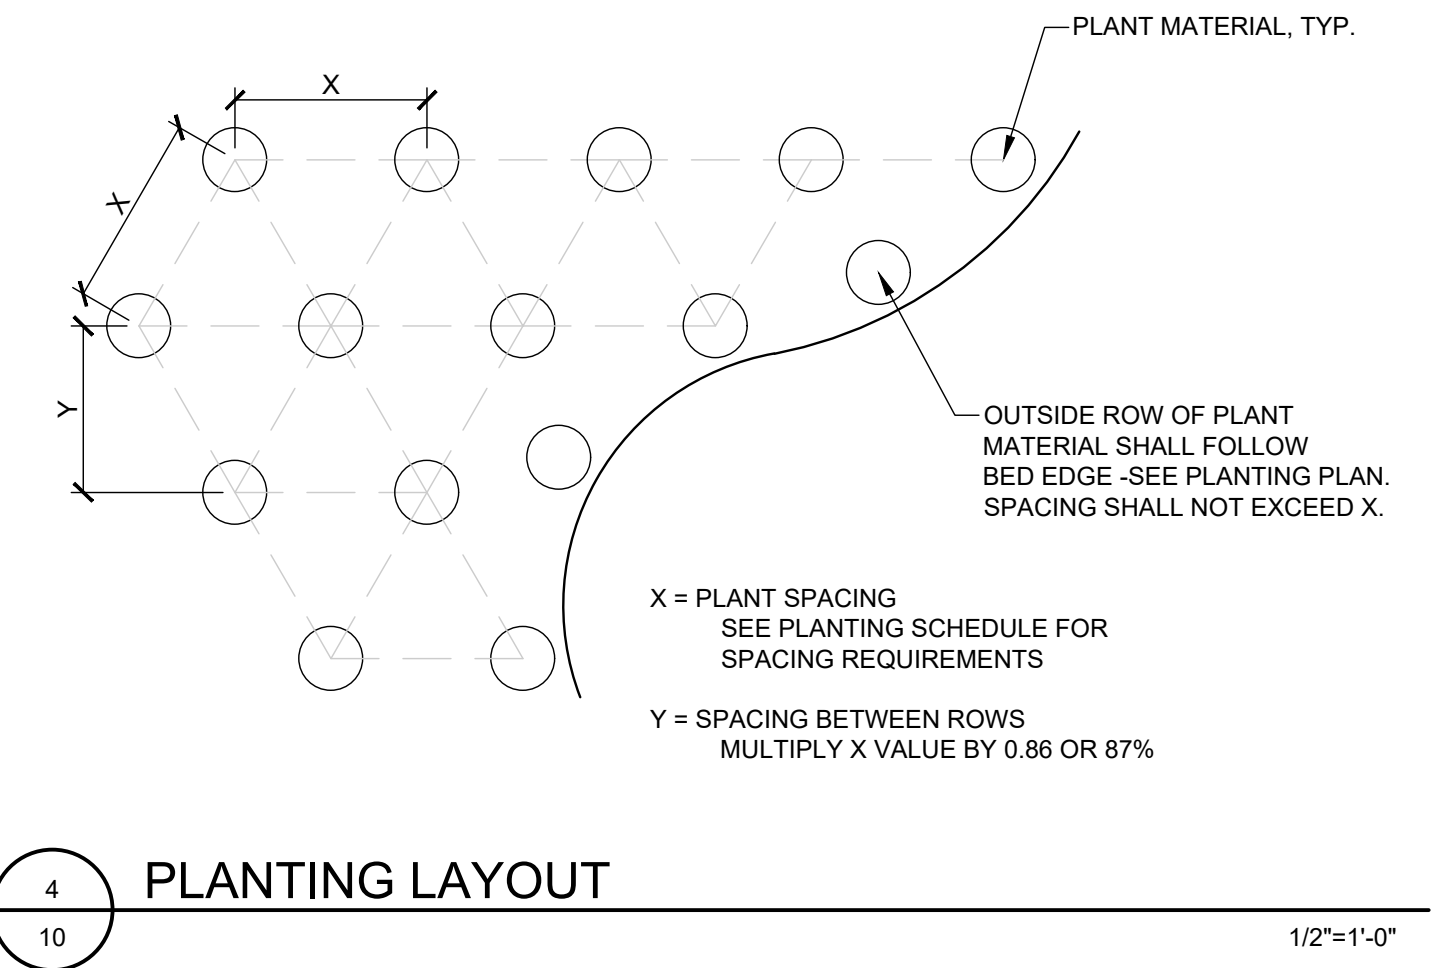 PLANT MATERIAL, TYP.
X
X
Y
OUTSIDE ROW OF PLANT
MATERIAL SHALL FOLLOW
BED EDGE -SEE PLANTING PLAN.
SPACING SHALL NOT EXCEED X.
X = PLANT SPACING
SEE PLANTING SCHEDULE FOR
SPACING REQUIREMENTS
Y = SPACING BETWEEN ROWS
MULTIPLY X VALUE BY 0.86 OR 87%
4
PLANTING LAYOUT
10
1/2"=1'-0"